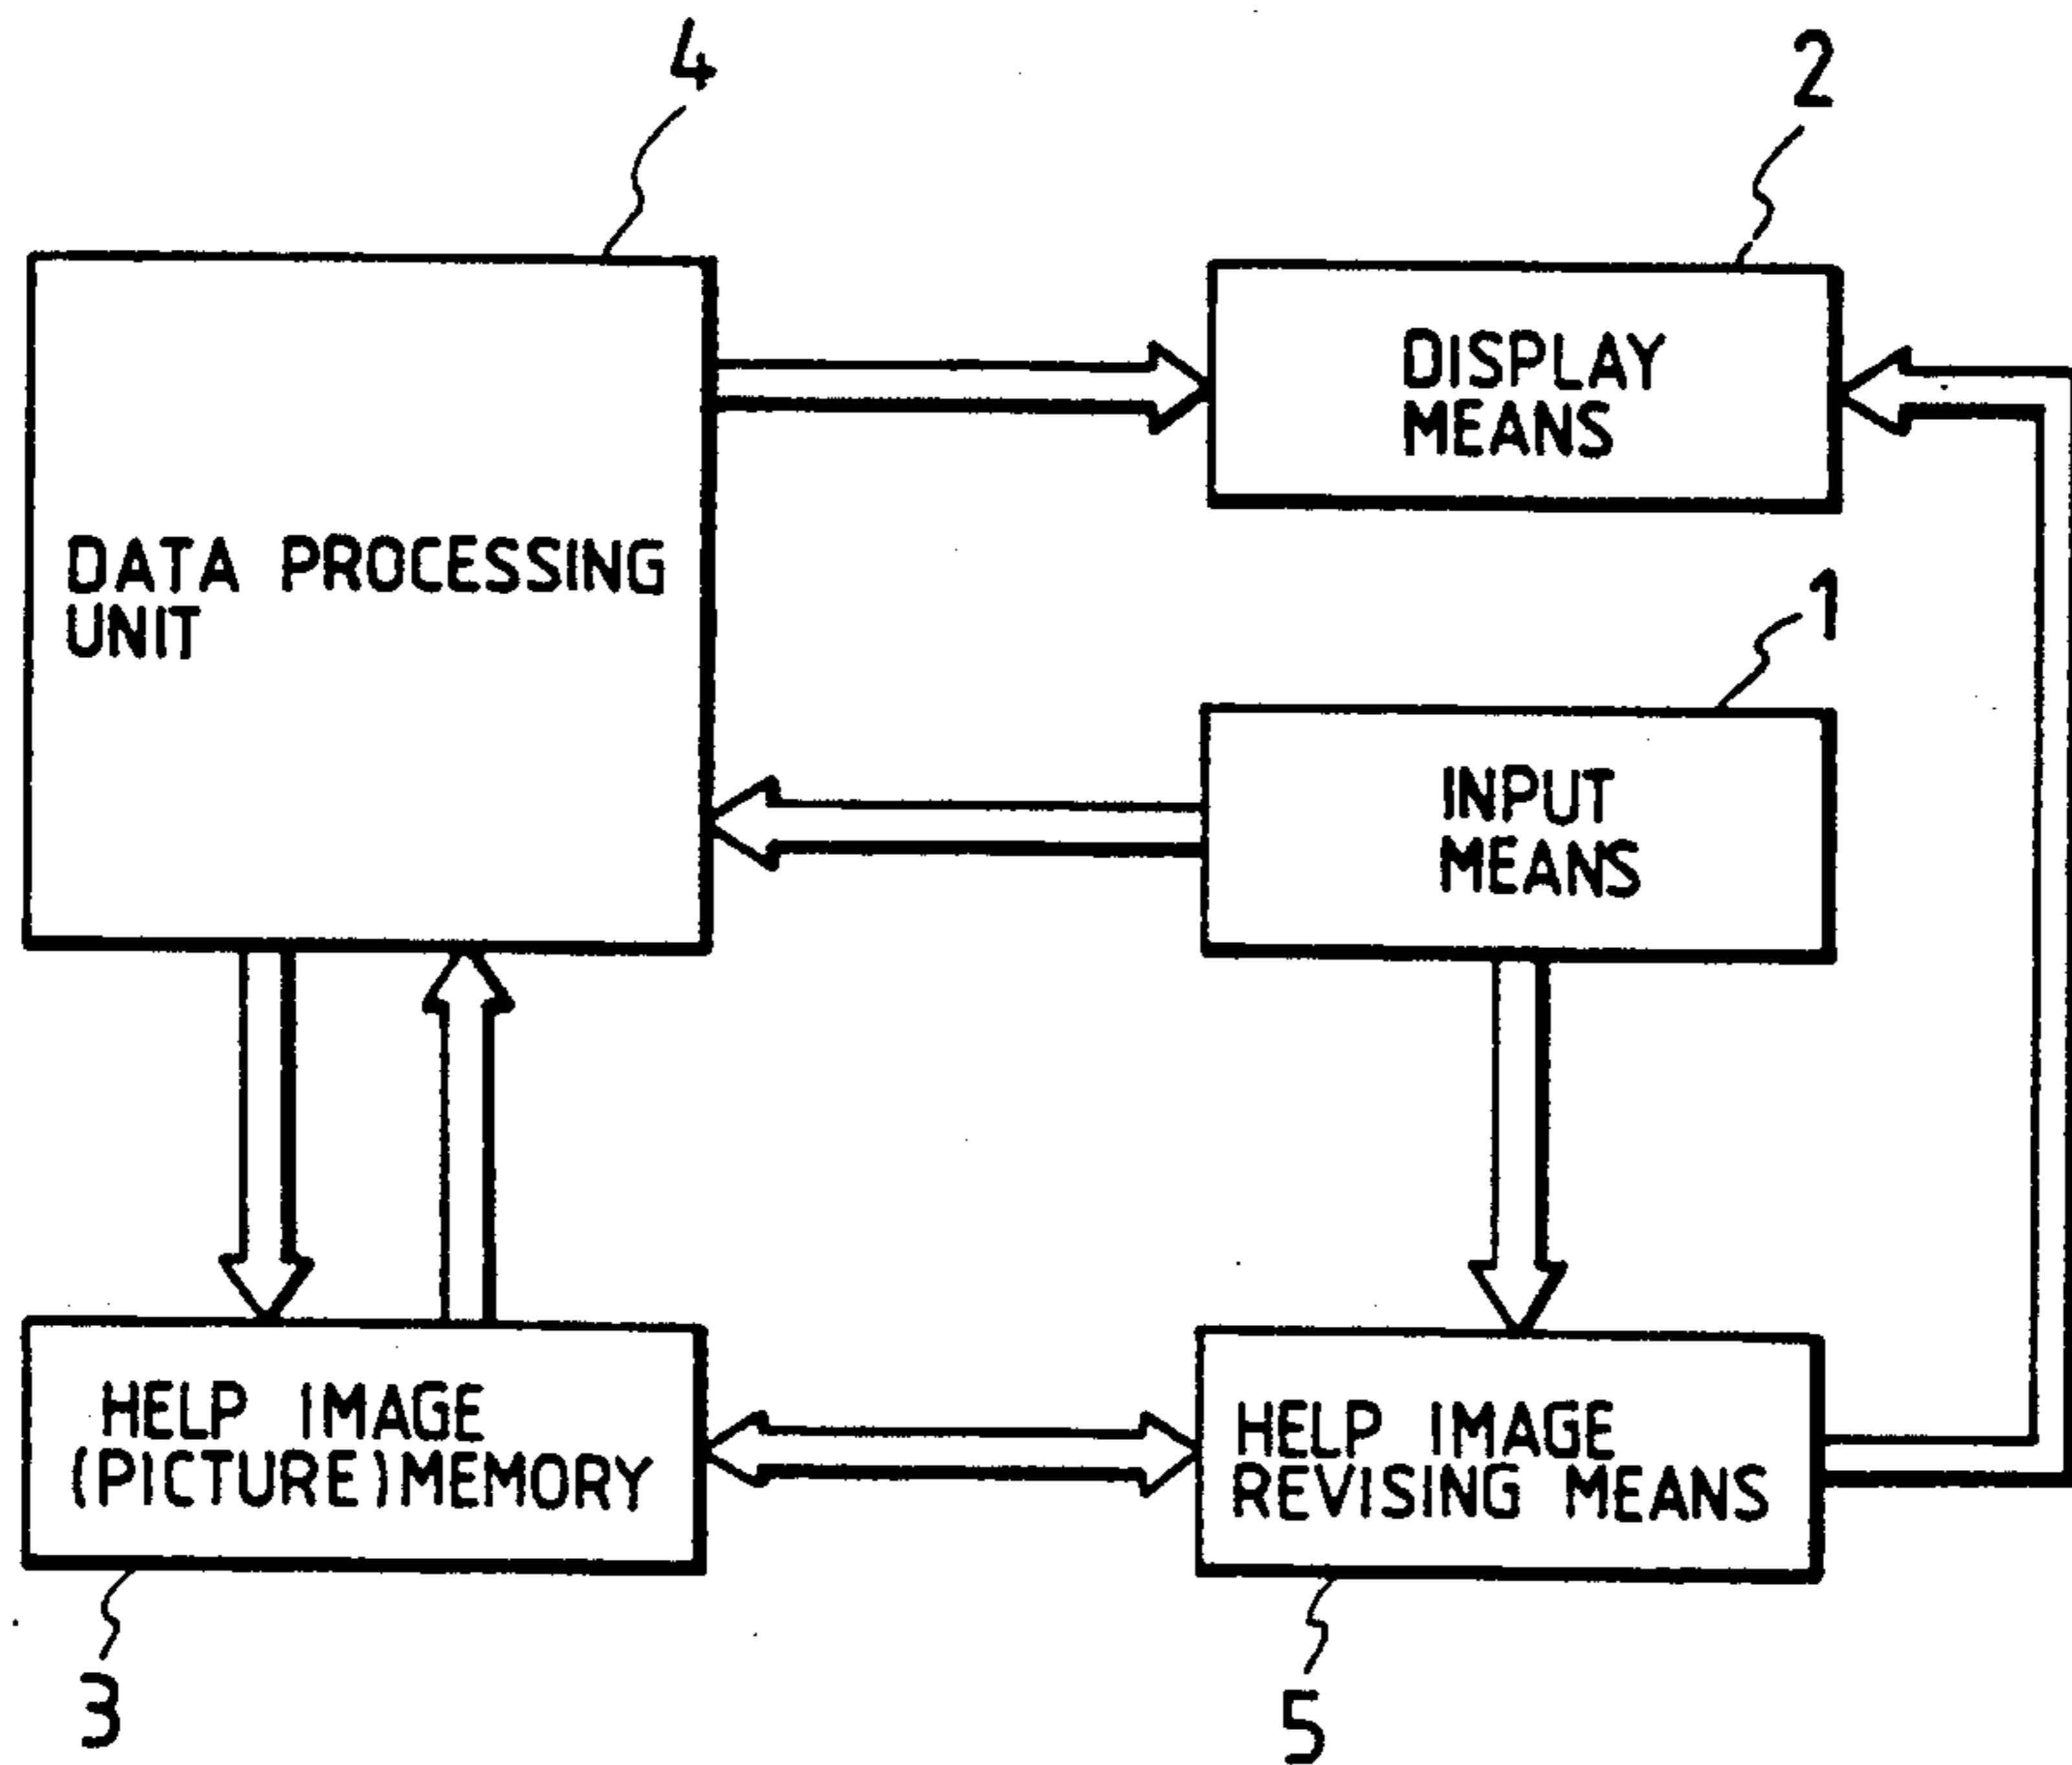 4
2
DISPLAY
MEANS
DATA PROCESSING
UNIT
1
INPUT
MEANS
HELP IMAGE
(PICTURE) MEMORY
HELP IMAGE
REVISING MEANS
3
5